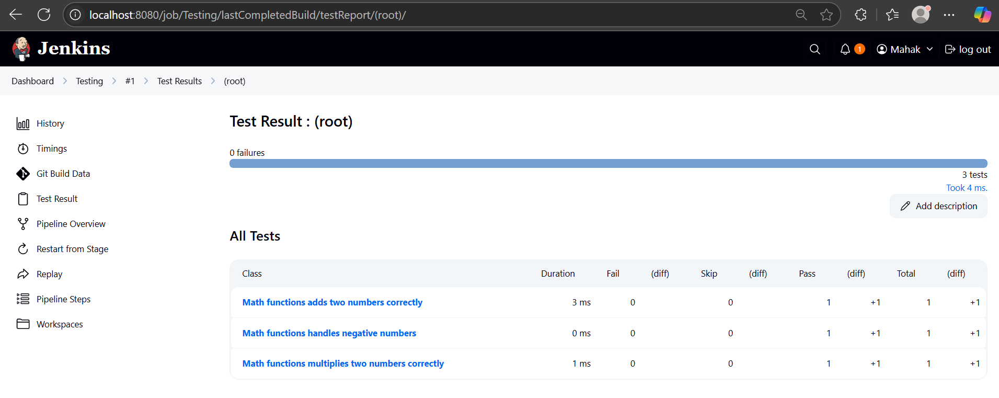 localhost:8080/job/Testing/lastCompletedBuild/testReport/(root)/
Jenkins
1
Mahak
log out
Dashboard
Testing
#1
Test Results
(root)
History
Timings
Git Build Data
Test Result
Pipeline Overview
Restart from Stage
Replay
Pipeline Steps
Workspaces
Test Result : (root)
0 failures
3 tests
Took 4 ms.
Add description
All Tests
Class Duration Fail (diff) Skip (diff) Pass (diff) Total (diff)
Math functions adds two numbers correctly 3 ms 0 0 1 +1 1 +1
Math functions handles negative numbers 0 ms 0 0 1 +1 1 +1
Math functions multiplies two numbers correctly 1 ms 0 0 1 +1 1 +1